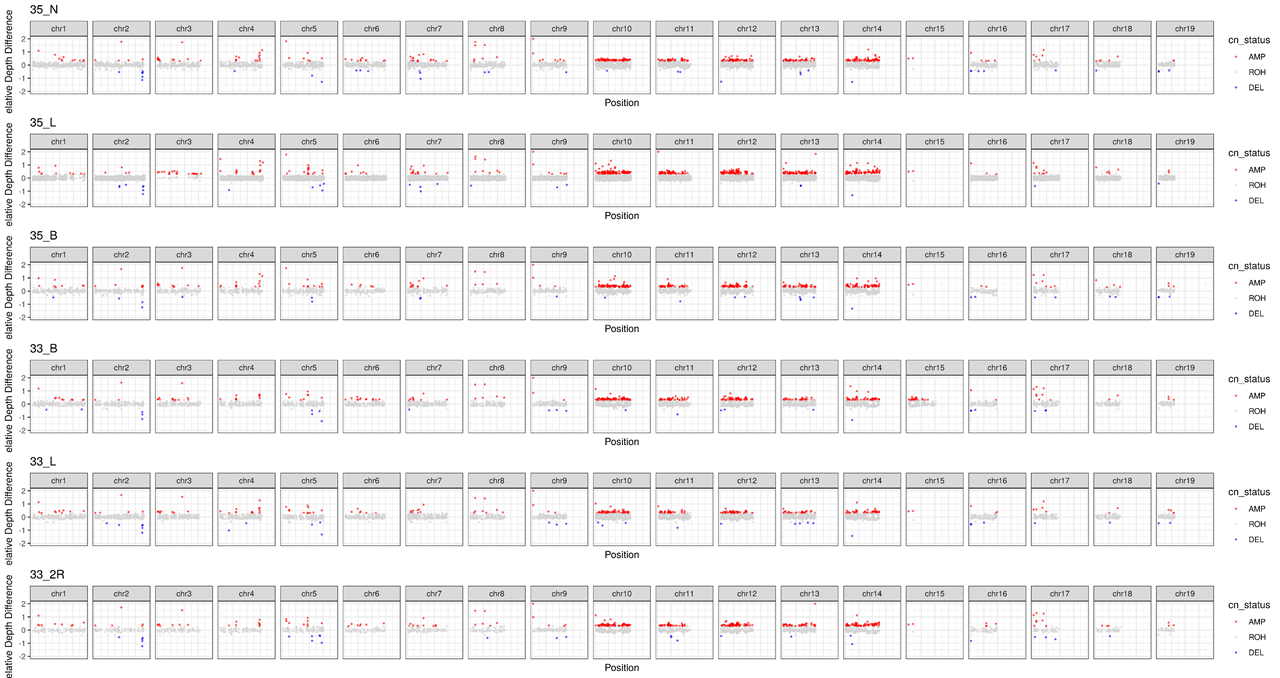 35_N
chr1 chr2 chr3 chr4 chr5 chr6 chr7 chr8 chr9 chr10 chr11 chr12 chr13 chr14 chr15 chr16 chr17 chr18 chr19
elative Depth Difference
2
1
0
-1
-2
Position
cn_status
AMP
ROH
DEL
35_L
chr1 chr2 chr3 chr4 chr5 chr6 chr7 chr8 chr9 chr10 chr11 chr12 chr13 chr14 chr15 chr16 chr17 chr18 chr19
elative Depth Difference
2
1
0
-1
-2
Position
cn_status
AMP
ROH
DEL
35_B
chr1 chr2 chr3 chr4 chr5 chr6 chr7 chr8 chr9 chr10 chr11 chr12 chr13 chr14 chr15 chr16 chr17 chr18 chr19
elative Depth Difference
2
1
0
-1
-2
Position
cn_status
AMP
ROH
DEL
33_B
chr1 chr2 chr3 chr4 chr5 chr6 chr7 chr8 chr9 chr10 chr11 chr12 chr13 chr14 chr15 chr16 chr17 chr18 chr19
elative Depth Difference
2
1
0
-1
-2
Position
cn_status
AMP
ROH
DEL
33_L
chr1 chr2 chr3 chr4 chr5 chr6 chr7 chr8 chr9 chr10 chr11 chr12 chr13 chr14 chr15 chr16 chr17 chr18 chr19
elative Depth Difference
2
1
0
-1
-2
Position
cn_status
AMP
ROH
DEL
33_2R
chr1 chr2 chr3 chr4 chr5 chr6 chr7 chr8 chr9 chr10 chr11 chr12 chr13 chr14 chr15 chr16 chr17 chr18 chr19
elative Depth Difference
2
1
0
-1
-2
Position
cn_status
AMP
ROH
DEL